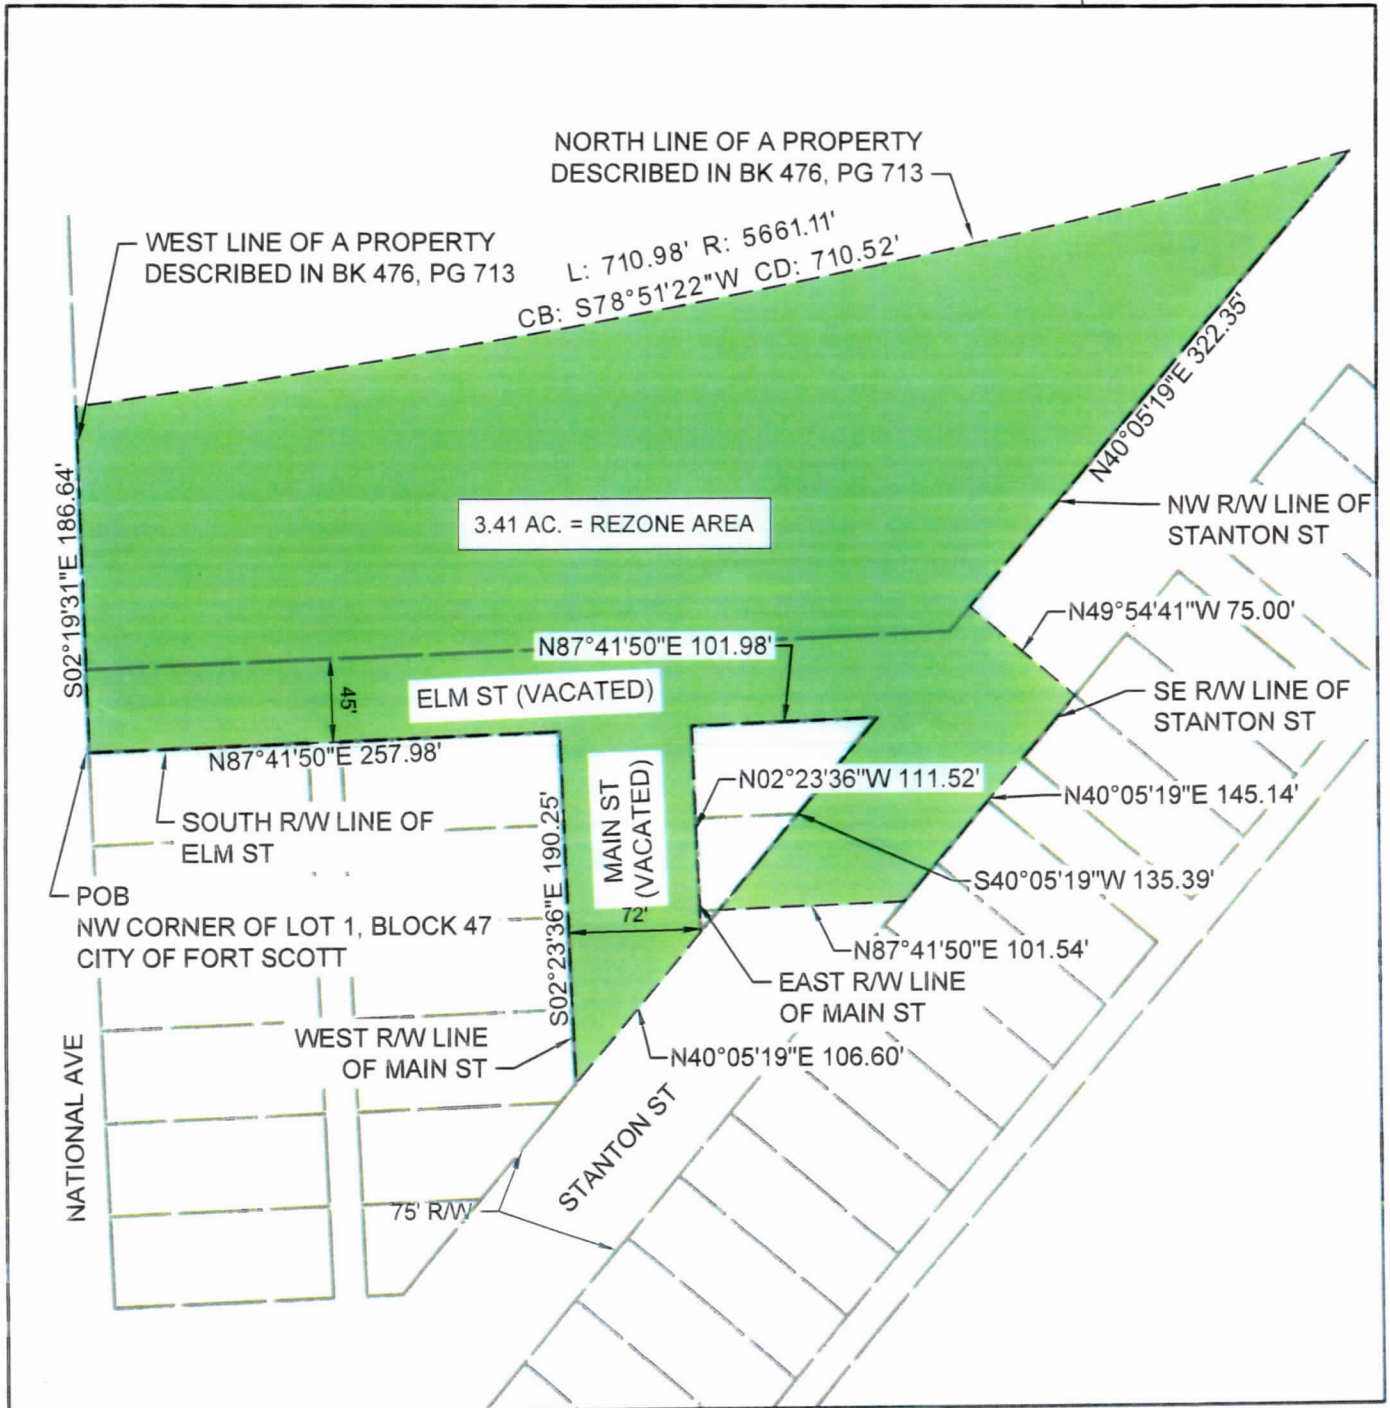 NORTH LINE OF A PROPERTY
DESCRIBED IN BK 476, PG 713
WEST LINE OF A PROPERTY
DESCRIBED IN BK 476, PG 713
L: 710.98' R: 5661.11'
CB: S78°51'22"W CD: 710.52'
N40°05'19"E 322.35'
S02°19'31"E 186.64'
3.41 AC. = REZONE AREA
NW R/W LINE OF
STANTON ST
N49°54'41"W 75.00'
N87°41'50"E 101.98'
45'
ELM ST (VACATED)
SE R/W LINE OF
STANTON ST
N87°41'50"E 257.98'
N02°23'36"W 111.52'
N40°05'19"E 145.14'
SOUTH R/W LINE OF
ELM ST
S02°23'36"E 190.25'
MAIN ST
(VACATED)
S40°05'19"W 135.39'
POB
NW CORNER OF LOT 1, BLOCK 47
CITY OF FORT SCOTT
72'
N87°41'50"E 101.54'
EAST R/W LINE
OF MAIN ST
WEST R/W LINE
OF MAIN ST
N40°05'19"E 106.60'
NATIONAL AVE
STANTON ST
75' R/W